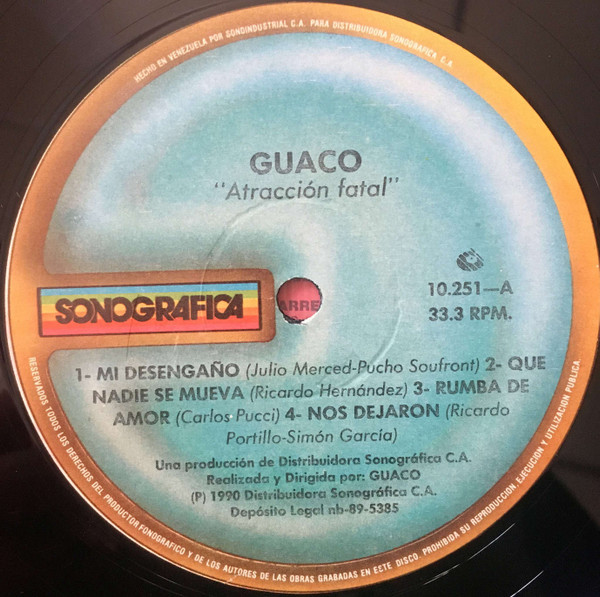 HECHO EN VENEZUELA POR SONOINDUSTRIAL C.A. PARA DISTRIBUIDORA SONOGRAFICA C.A.
GUACO
"Atracción fatal"
SONOGRAFICA
ARRE
10.251—A
33.3 RPM.
1- MI DESENGAÑO (Julio Merced-Pucho Soufront) 2- QUE
NADIE SE MUEVA (Ricardo Hernández) 3- RUMBA DE
AMOR (Carlos Pucci) 4- NOS DEJARON (Ricardo
Portillo-Simón García)
Una producción de Distribuidora Sonográfica C.A.
Realizada y Dirigida por: GUACO
(P) 1990 Distribuidora Sonográfica C.A.
Depósito Legal nb-89-5385
RESERVADOS TODOS LOS DERECHOS DEL PRODUCTOR FONOGRAFICO Y DE LOS AUTORES DE LAS OBRAS GRABADAS EN ESTE DISCO. PROHIBIDA SU REPRODUCCION, EJECUCION Y UTILIZACION PUBLICA.